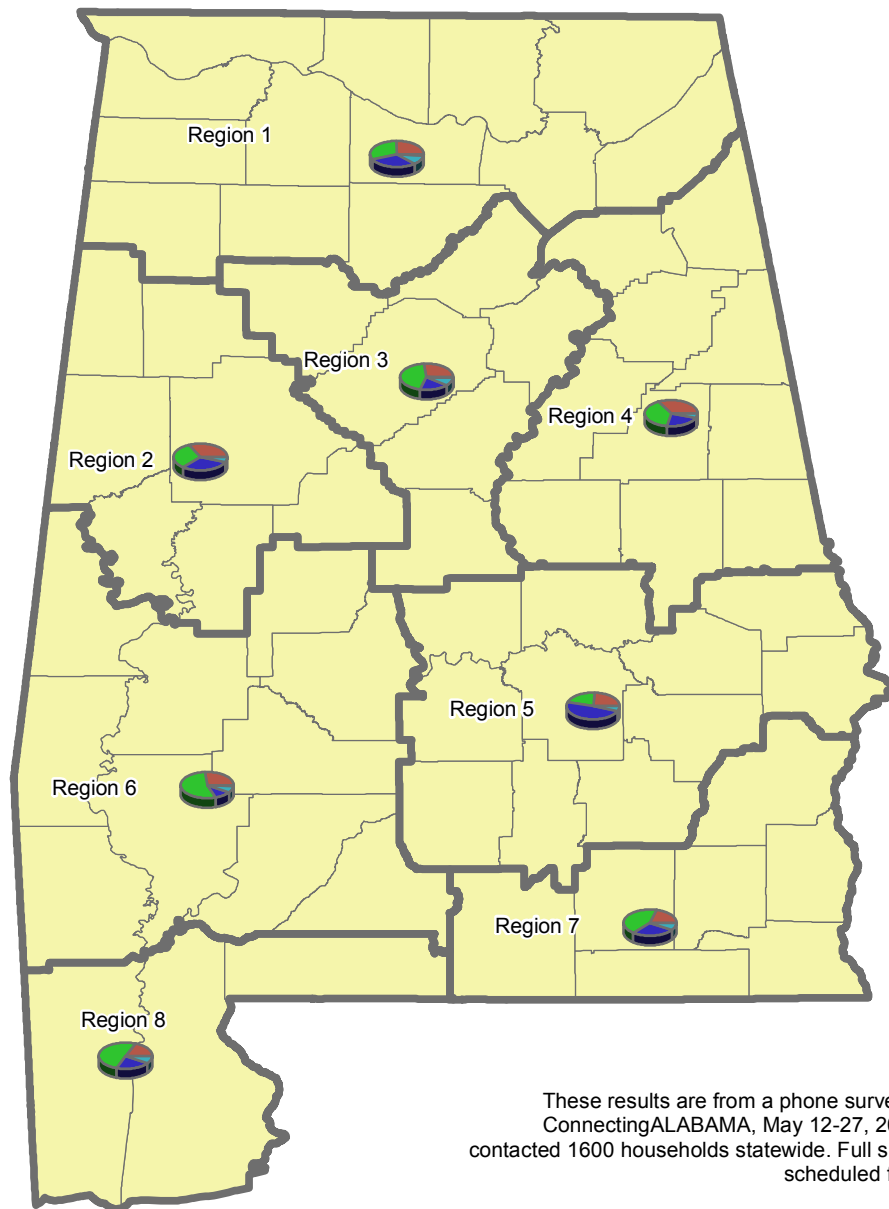 Region 1
Region 3
Region 4
Region 2
Region 5
Region 6
Region 7
Region 8
These results are from a phone surve
ConnectingALABAMA, May 12-27, 20
contacted 1600 households statewide. Full s
scheduled f